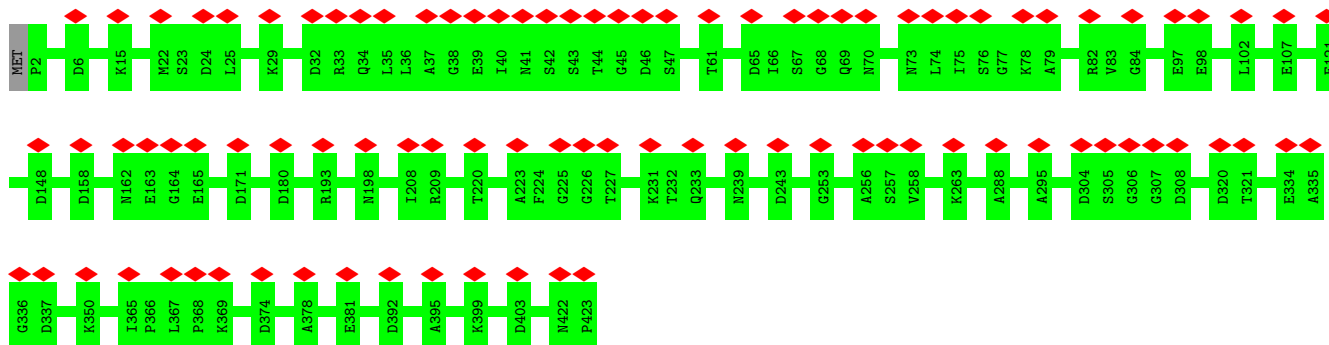 MET P2 D6 K15 M22 S23 D24 L25 K29 D32 R33 Q34 L35 L36 A37 G38 E39 I40 N41 S42 S43 T44 G45 D46 S47 T61 D65 I66 S67 G68 Q69 N70 N73 L74 I75 S76 G77 K78 A79 R82 V83 G84 E97 E98 L102 E107
D148 D158 N162 E163 G164 E165 D171 D180 R193 N198 I208 R209 T220 A223 F224 G225 G226 T227 K231 T232 Q233 N239 D243 G253 A256 S257 V258 K263 A288 A295 D304 S305 G306 G307 D308 D320 T321 E334 A335
G336 D337 K350 I365 P366 L367 P368 K369 D374 A378 E381 D392 A395 K399 D403 N422 P423